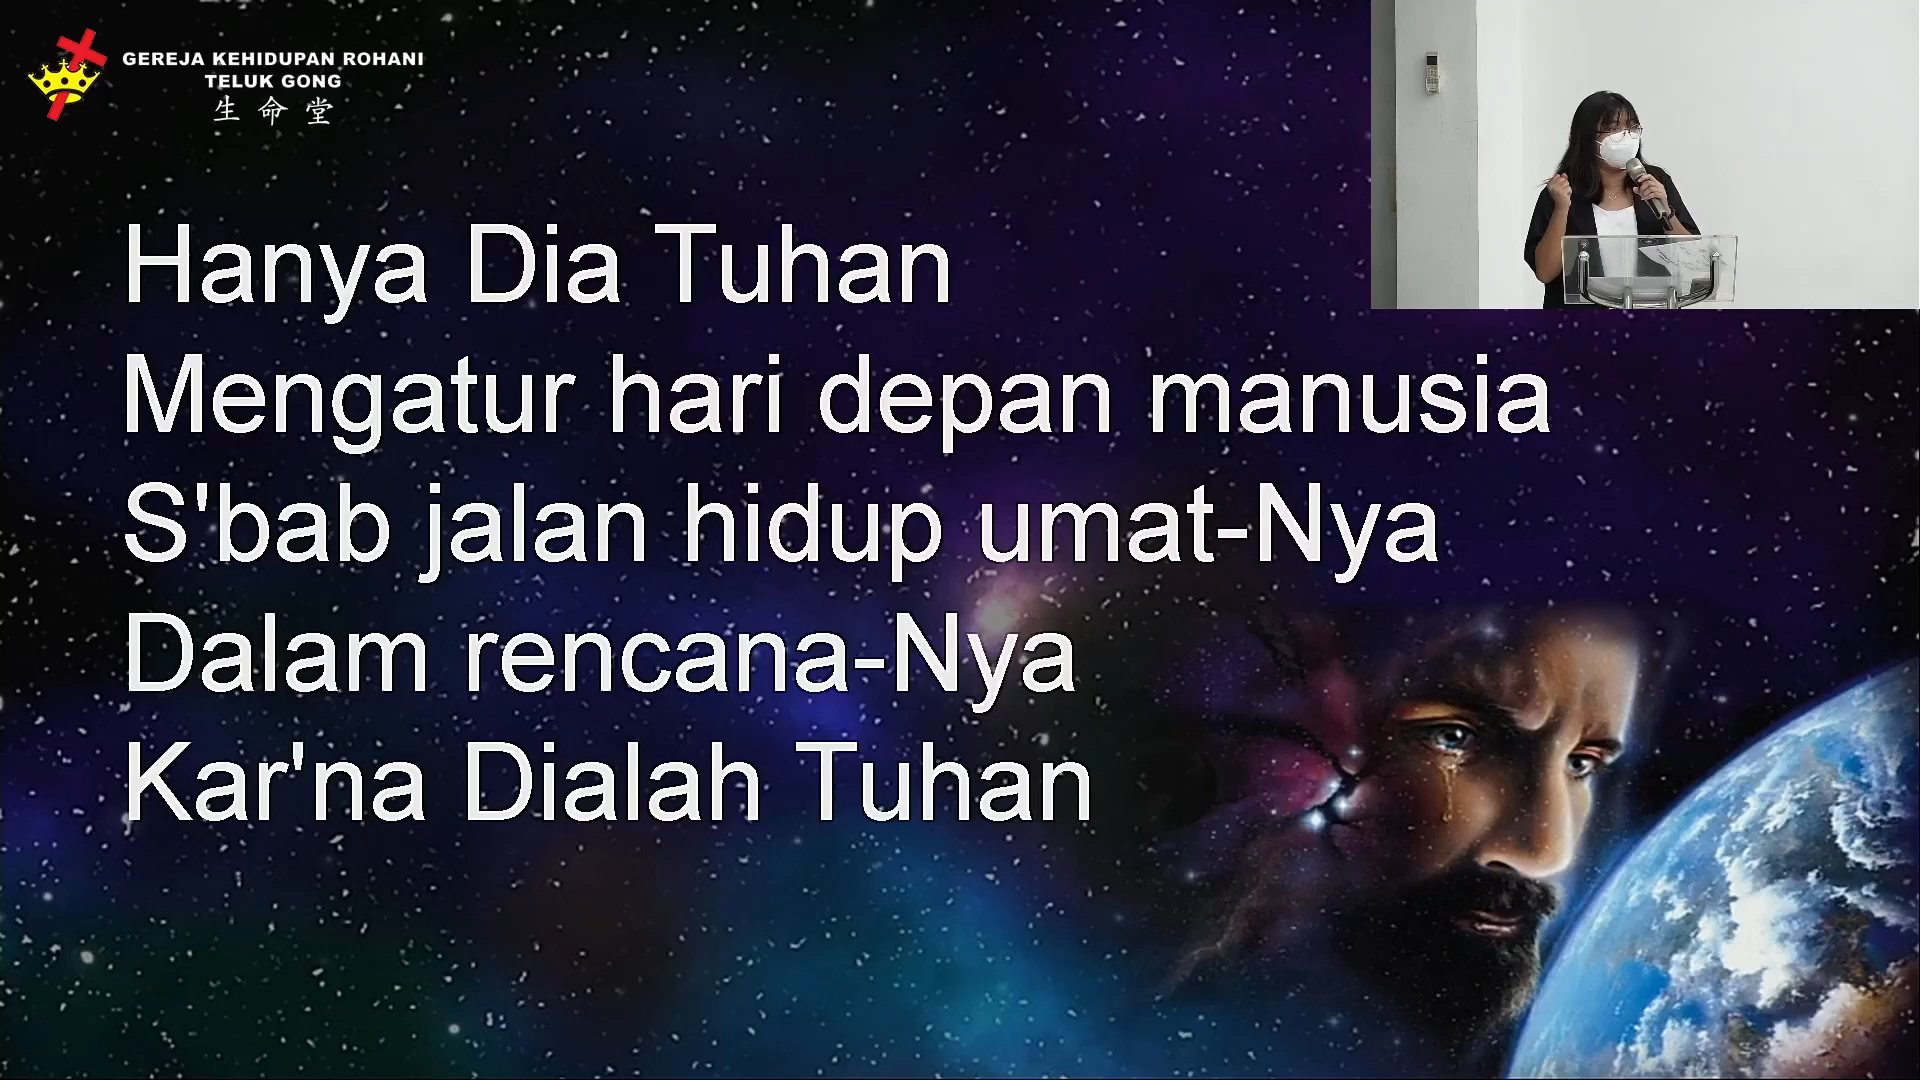 GEREJA KEHIDUPAN ROHANI
TELUK GONG
生命堂
Hanya Dia Tuhan
Mengatur hari depan manusia
S'bab jalan hidup umat-Nya
Dalam rencana-Nya
Kar'na Dialah Tuhan